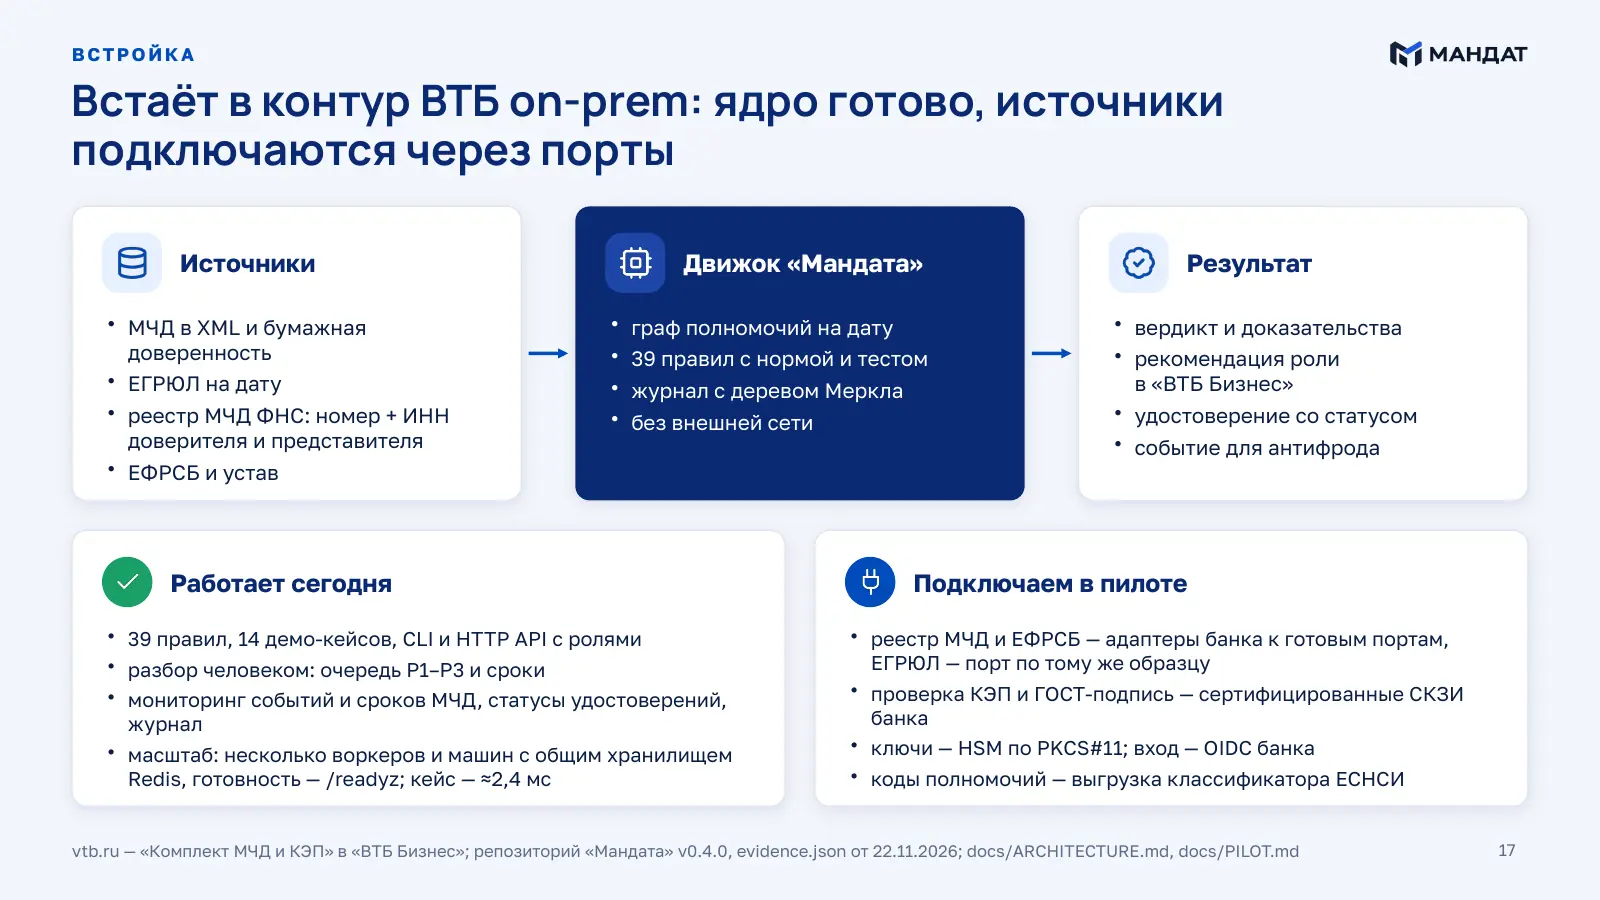 ВСТРОЙКА
МАНДАТ
Встаёт в контур ВТБ on-prem: ядро готово, источники
подключаются через порты
Источники
• МЧД в XML и бумажная
доверенность
• ЕГРЮЛ на дату
• реестр МЧД ФНС: номер + ИНН
доверителя и представителя
• ЕФРСБ и устав
Движок «Мандата»
• граф полномочий на дату
• 39 правил с нормой и тестом
• журнал с деревом Меркла
• без внешней сети
Результат
• вердикт и доказательства
• рекомендация роли
в «ВТБ Бизнес»
• удостоверение со статусом
• событие для антифрода
Работает сегодня
• 39 правил, 14 демо-кейсов, CLI и HTTP API с ролями
• разбор человеком: очередь P1–P3 и сроки
• мониторинг событий и сроков МЧД, статусы удостоверений,
журнал
• масштаб: несколько воркеров и машин с общим хранилищем
Redis, готовность — /readyz; кейс — ≈2,4 мс
Подключаем в пилоте
• реестр МЧД и ЕФРСБ — адаптеры банка к готовым портам,
ЕГРЮЛ — порт по тому же образцу
• проверка КЭП и ГОСТ-подпись — сертифицированные СКЗИ
банка
• ключи — HSM по PKCS#11; вход — OIDC банка
• коды полномочий — выгрузка классификатора ЕСНСИ
vtb.ru — «Комплект МЧД и КЭП» в «ВТБ Бизнес»; репозиторий «Мандата» v0.4.0, evidence.json от 22.11.2026; docs/ARCHITECTURE.md, docs/PILOT.md
17